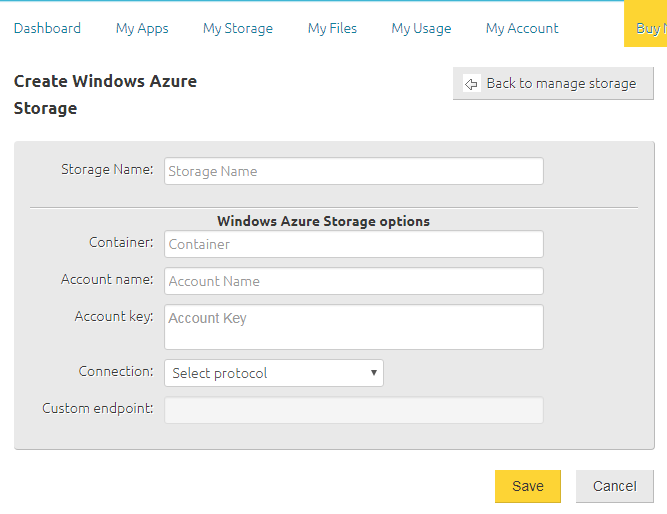 Dashboard My Apps My Storage My Files My Usage My Account Buy
Create Windows Azure
Storage
Back to manage storage
Storage Name: Storage Name
Windows Azure Storage options
Container: Container
Account name: Account Name
Account key: Account Key
Connection: Select protocol
Custom endpoint:
Save Cancel